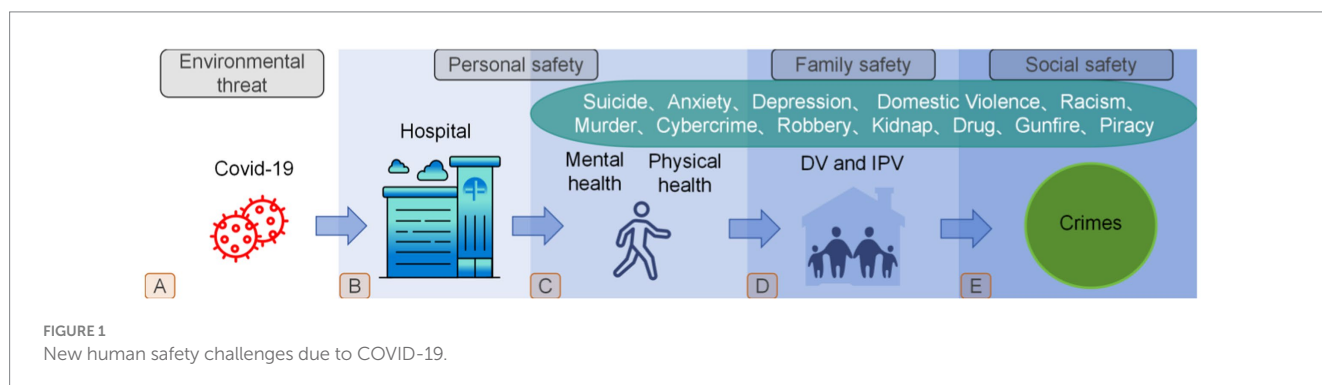 Environmental
threat
Personal safety
Family safety
Social safety
Suicide、Anxiety、Depression、 Domestic Violence、Racism、
Murder、Cybercrime、Robbery、Kidnap、Drug、Gunfire、Piracy
Covid-19
Hospital
Mental
health
Physical
health
DV and IPV
Crimes
A
B
C
D
E
FIGURE 1
New human safety challenges due to COVID-19.